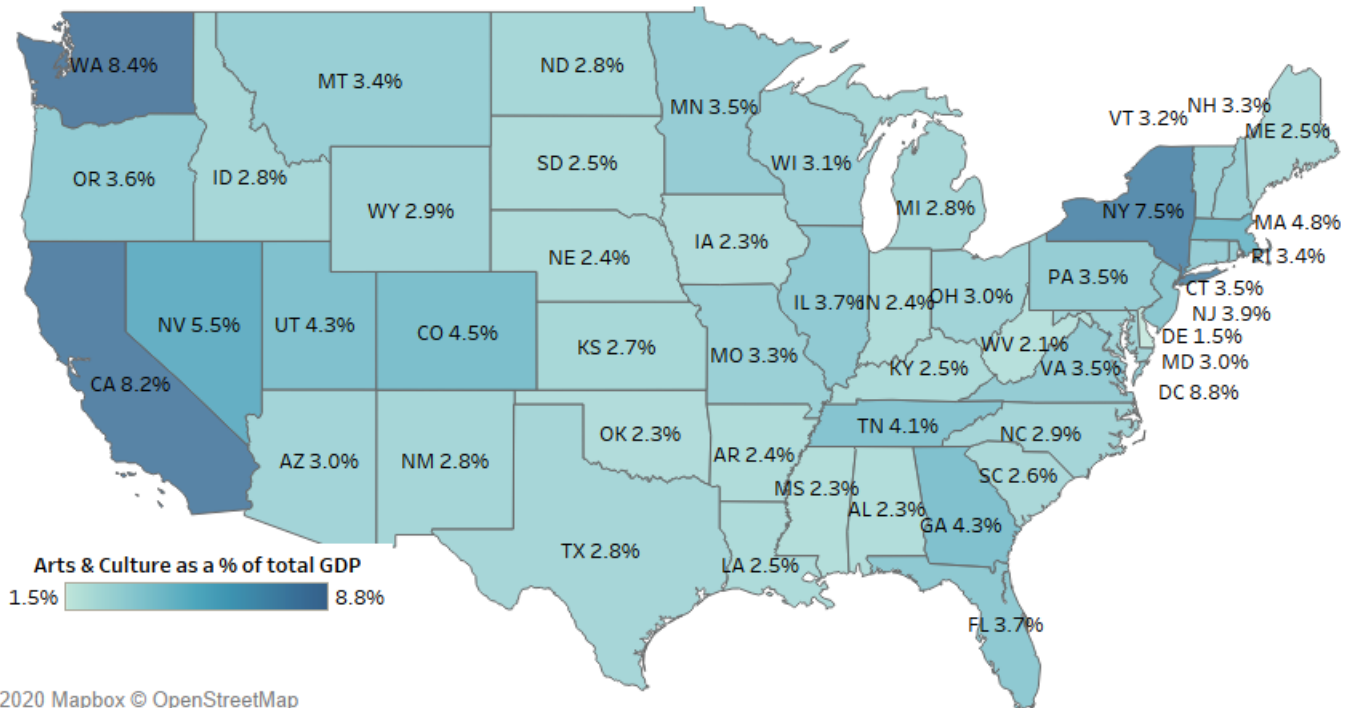 WA 8.4%
MT 3.4%
ND 2.8%
MN 3.5%
VT 3.2%
NH 3.3%
ME 2.5%
OR 3.6%
ID 2.8%
SD 2.5%
WI 3.1%
WY 2.9%
MI 2.8%
NY 7.5%
MA 4.8%
IA 2.3%
NE 2.4%
RI 3.4%
PA 3.5%
CT 3.5%
NV 5.5%
UT 4.3%
CO 4.5%
IL 3.7%
IN 2.4%
OH 3.0%
NJ 3.9%
DE 1.5%
KS 2.7%
MO 3.3%
WV 2.1%
MD 3.0%
CA 8.2%
KY 2.5%
VA 3.5%
DC 8.8%
AZ 3.0%
NM 2.8%
OK 2.3%
AR 2.4%
TN 4.1%
NC 2.9%
SC 2.6%
MS 2.3%
AL 2.3%
GA 4.3%
TX 2.8%
LA 2.5%
FL 3.7%
Arts & Culture as a % of total GDP
1.5% 8.8%
2020 Mapbox © OpenStreetMap